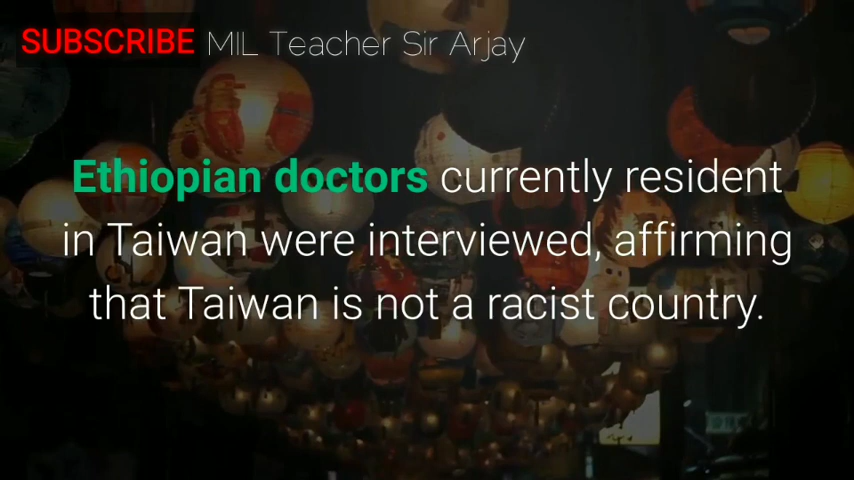 SUBSCRIBE MIL Teacher Sir Arjay
Ethiopian doctors currently resident
in Taiwan were interviewed, affirming
that Taiwan is not a racist country.